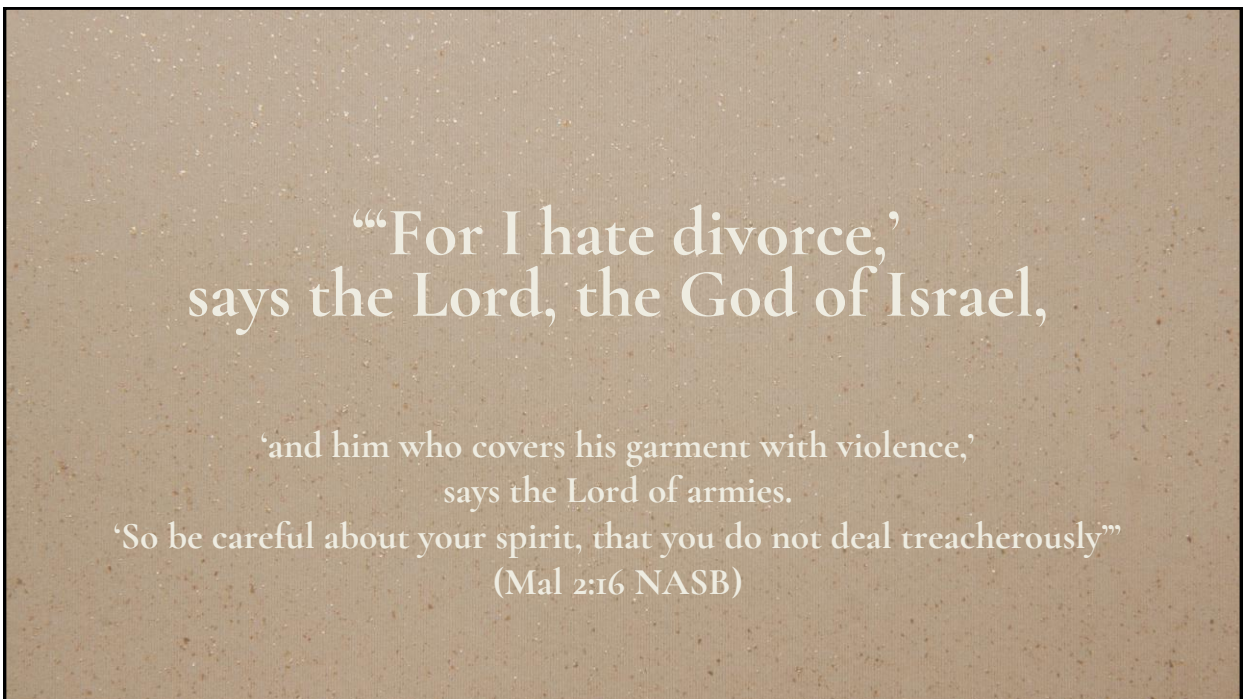 “‘“For I hate divorce,’
says the Lord, the God of Israel,
‘and him who covers his garment with violence,’
says the Lord of armies.
‘So be careful about your spirit, that you do not deal treacherously’”
(Mal 2:16 NASB)